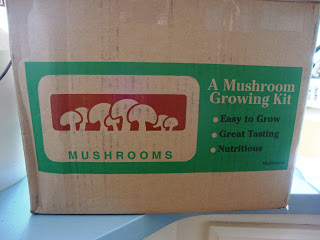 A Mushroom
Growing Kit
Easy to Grow
Great Tasting
Nutritious
MUSHROOMS